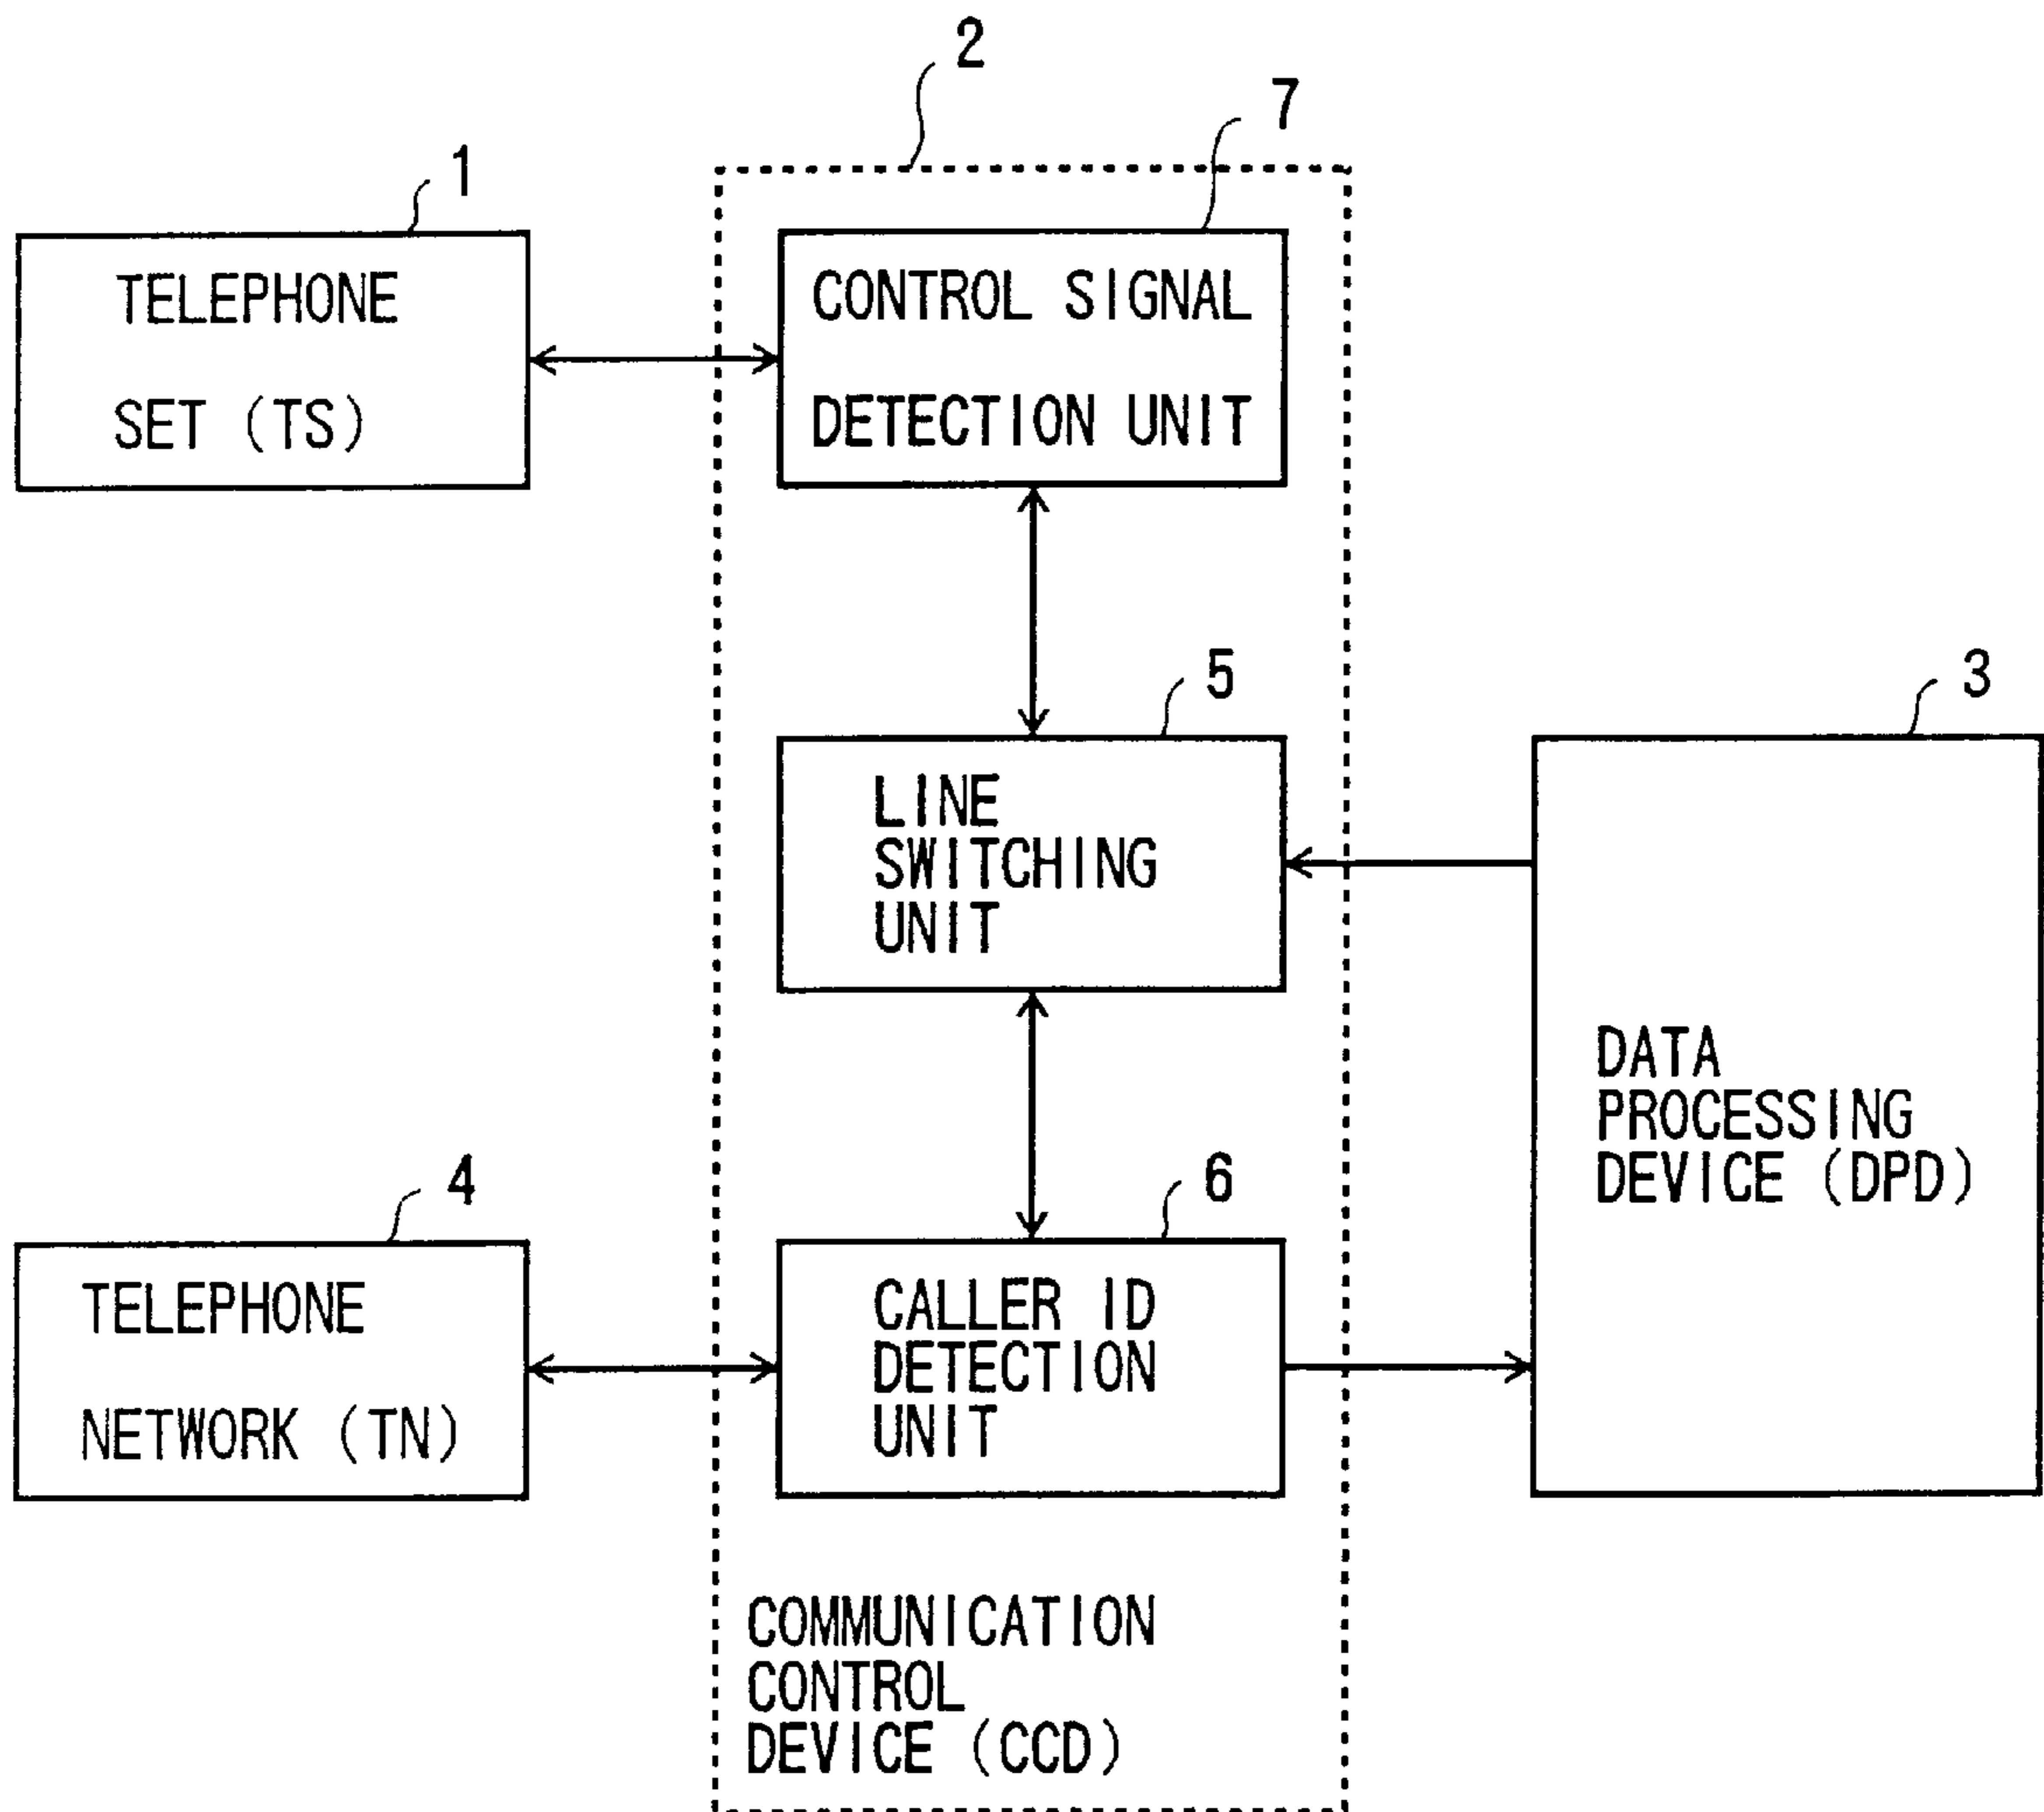 2
7
1
TELEPHONE
SET (TS)
CONTROL SIGNAL
DETECTION UNIT
5
3
LINE
SWITCHING
UNIT
DATA
PROCESSING
DEVICE (DPD)
4
6
TELEPHONE
NETWORK (TN)
CALLER ID
DETECTION
UNIT
COMMUNICATION
CONTROL
DEVICE (CCD)